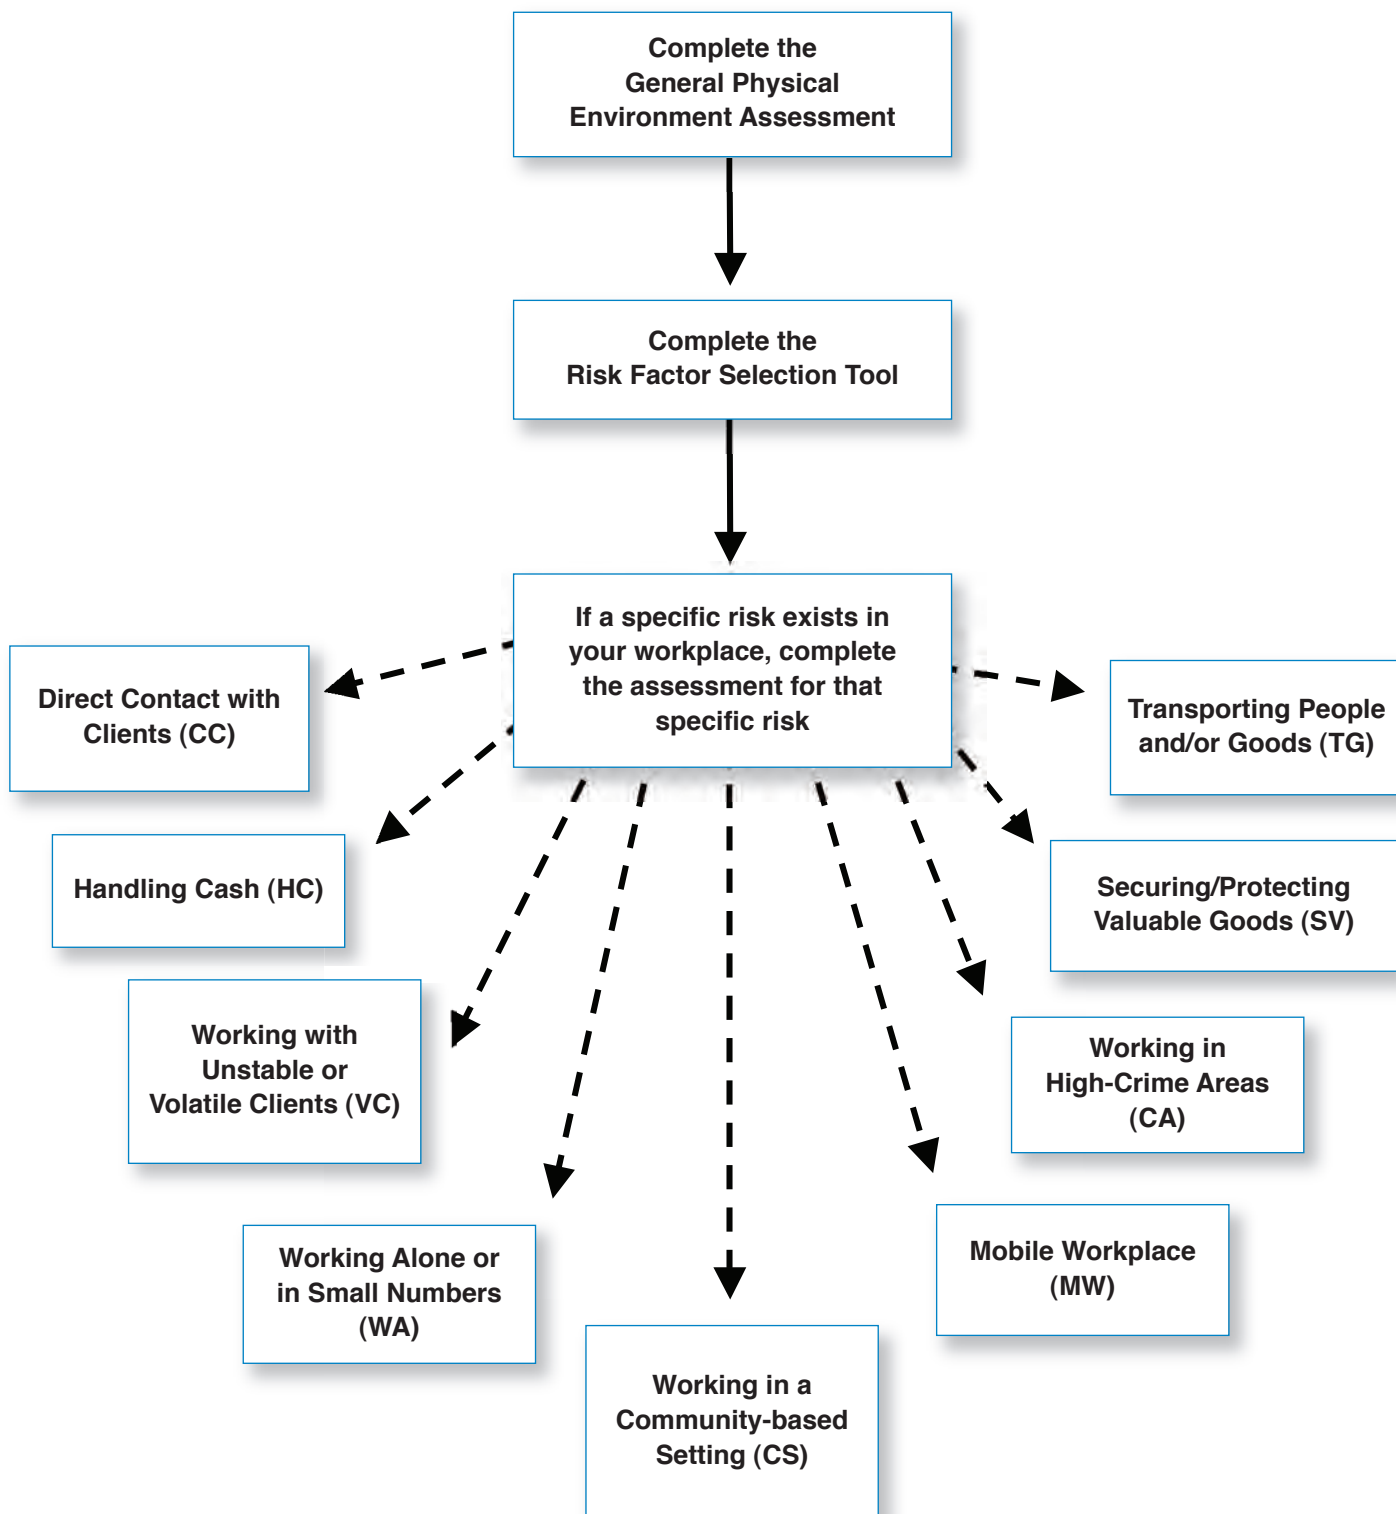 Complete the
General Physical
Environment Assessment
Complete the
Risk Factor Selection Tool
If a specific risk exists in
your workplace, complete
the assessment for that
specific risk
Direct Contact with
Clients (CC)
Handling Cash (HC)
Working with
Unstable or
Volatile Clients (VC)
Working Alone or
in Small Numbers
(WA)
Working in a
Community-based
Setting (CS)
Mobile Workplace
(MW)
Working in
High-Crime Areas
(CA)
Securing/Protecting
Valuable Goods (SV)
Transporting People
and/or Goods (TG)